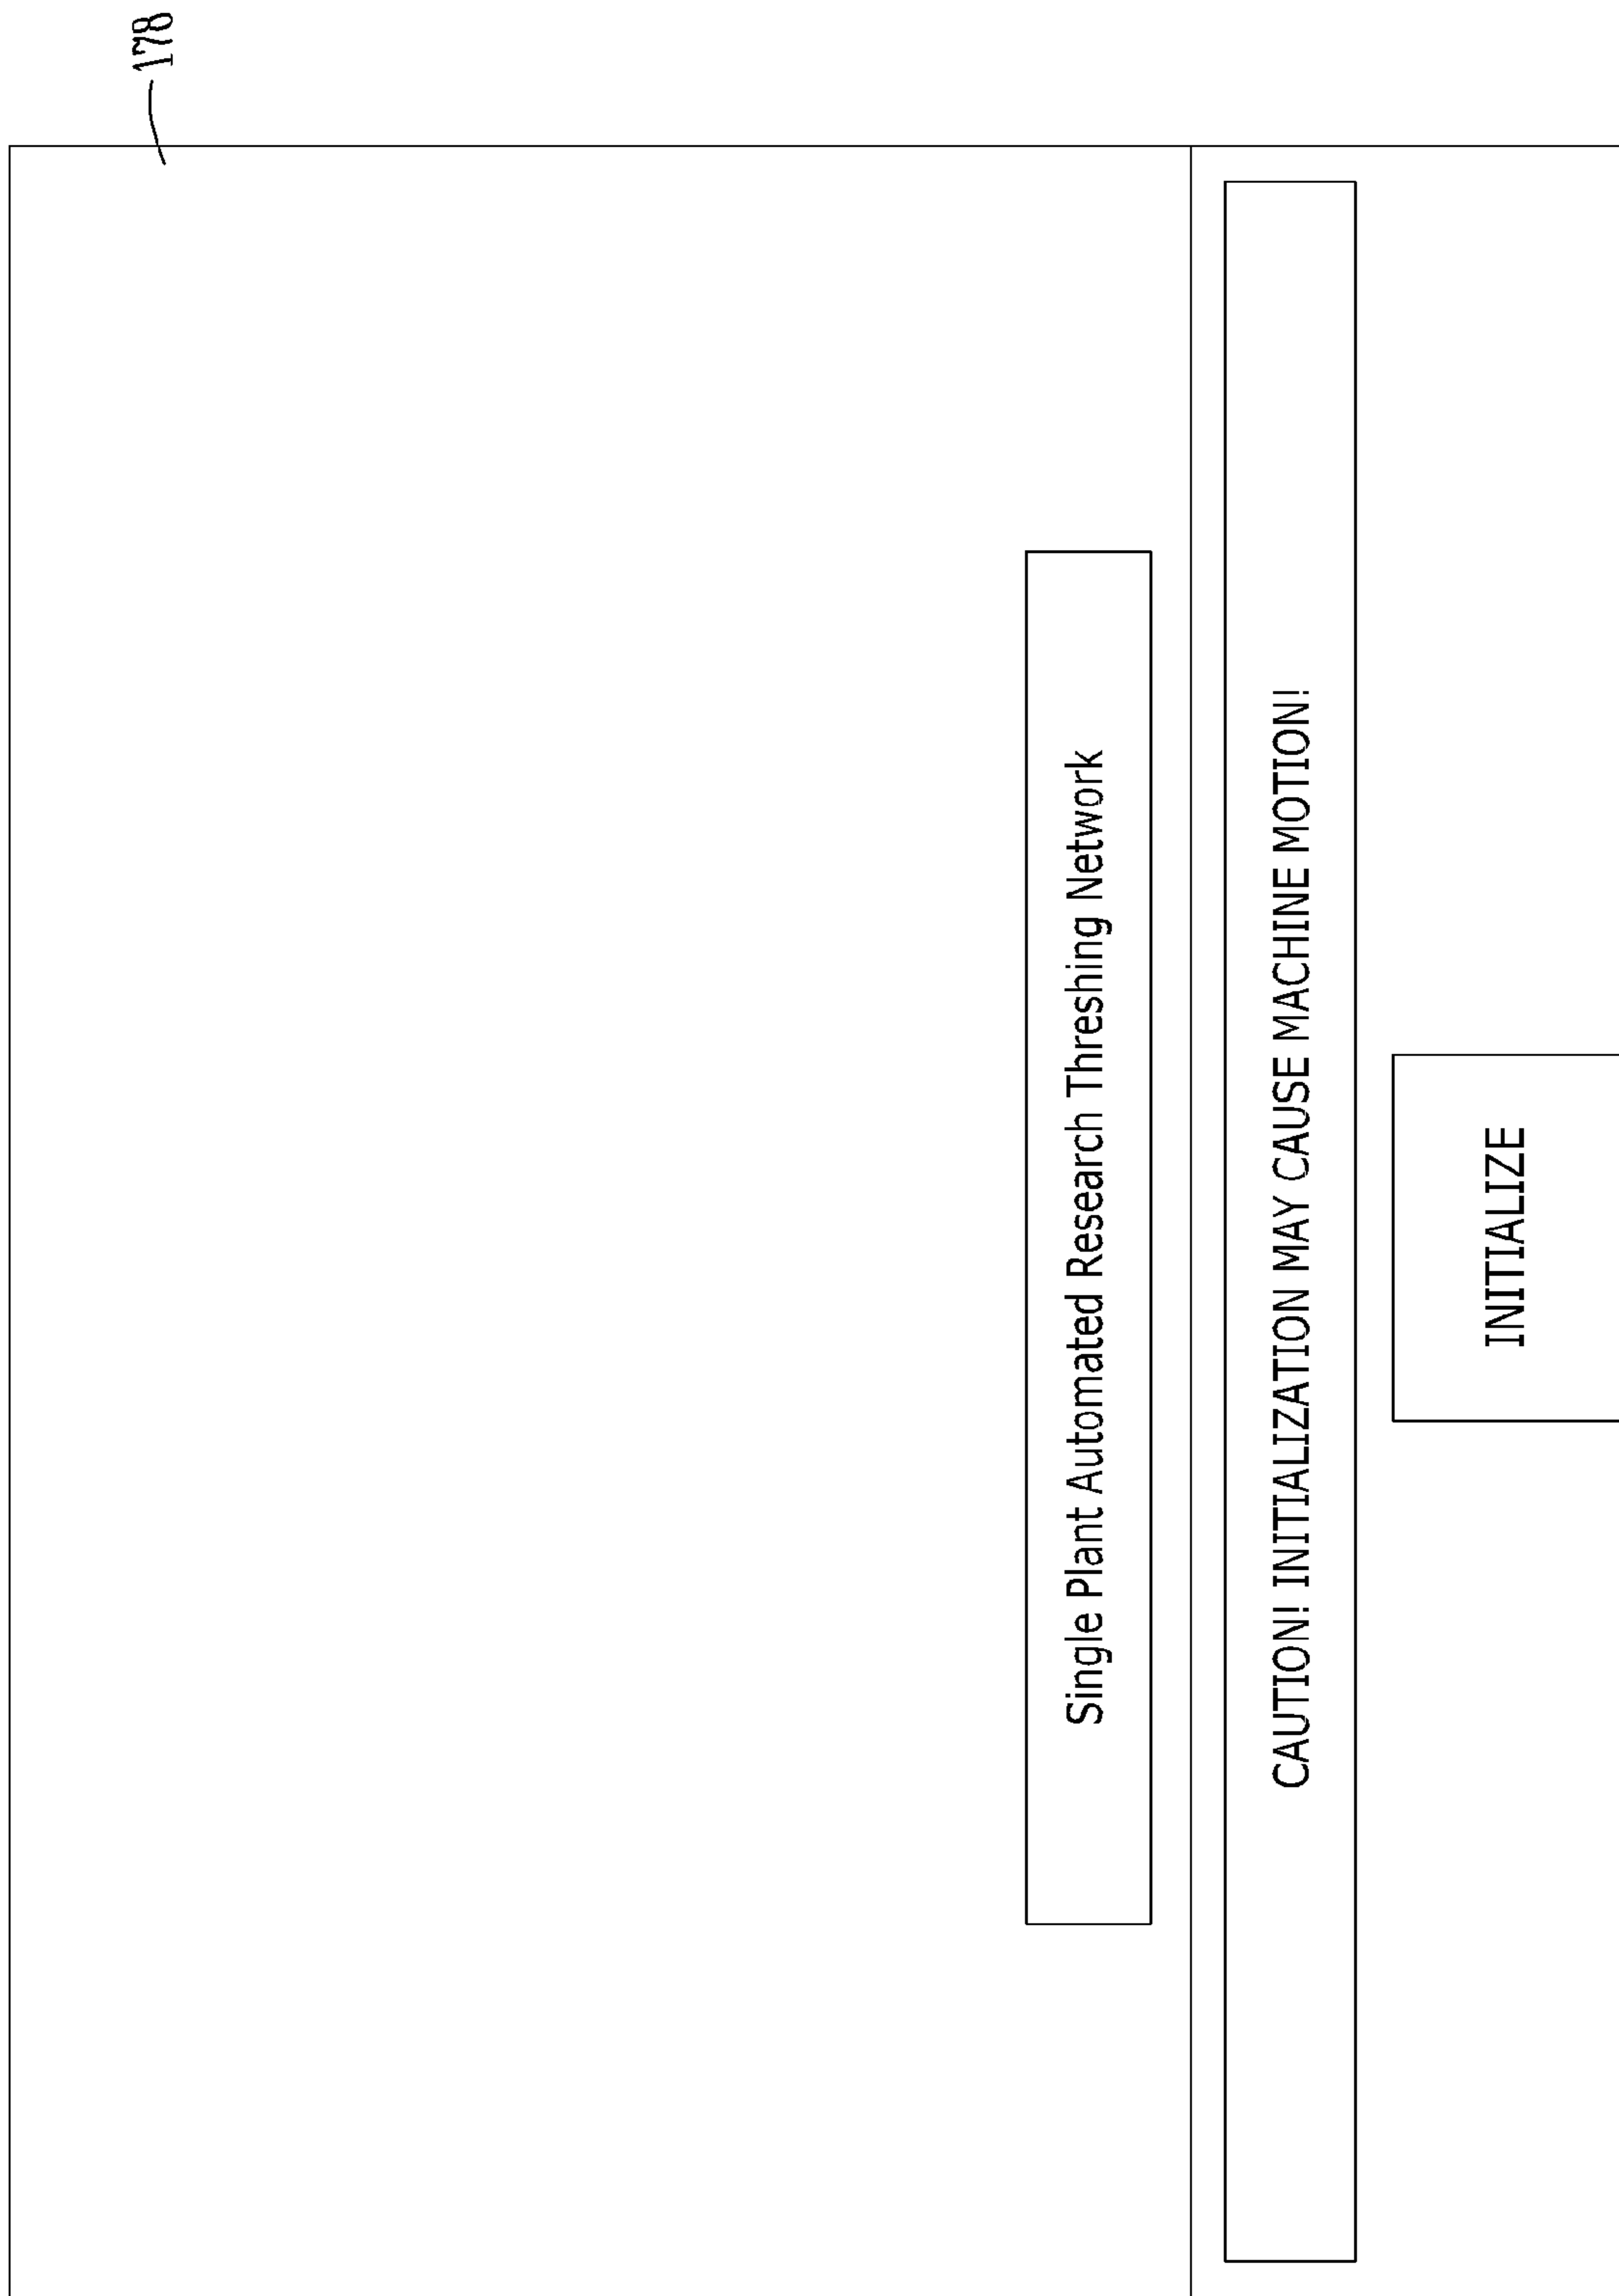 178
Single Plant Automated Research Threshing Network
CAUTION! INITIALIZATION MAY CAUSE MACHINE MOTION!
INITIALIZE